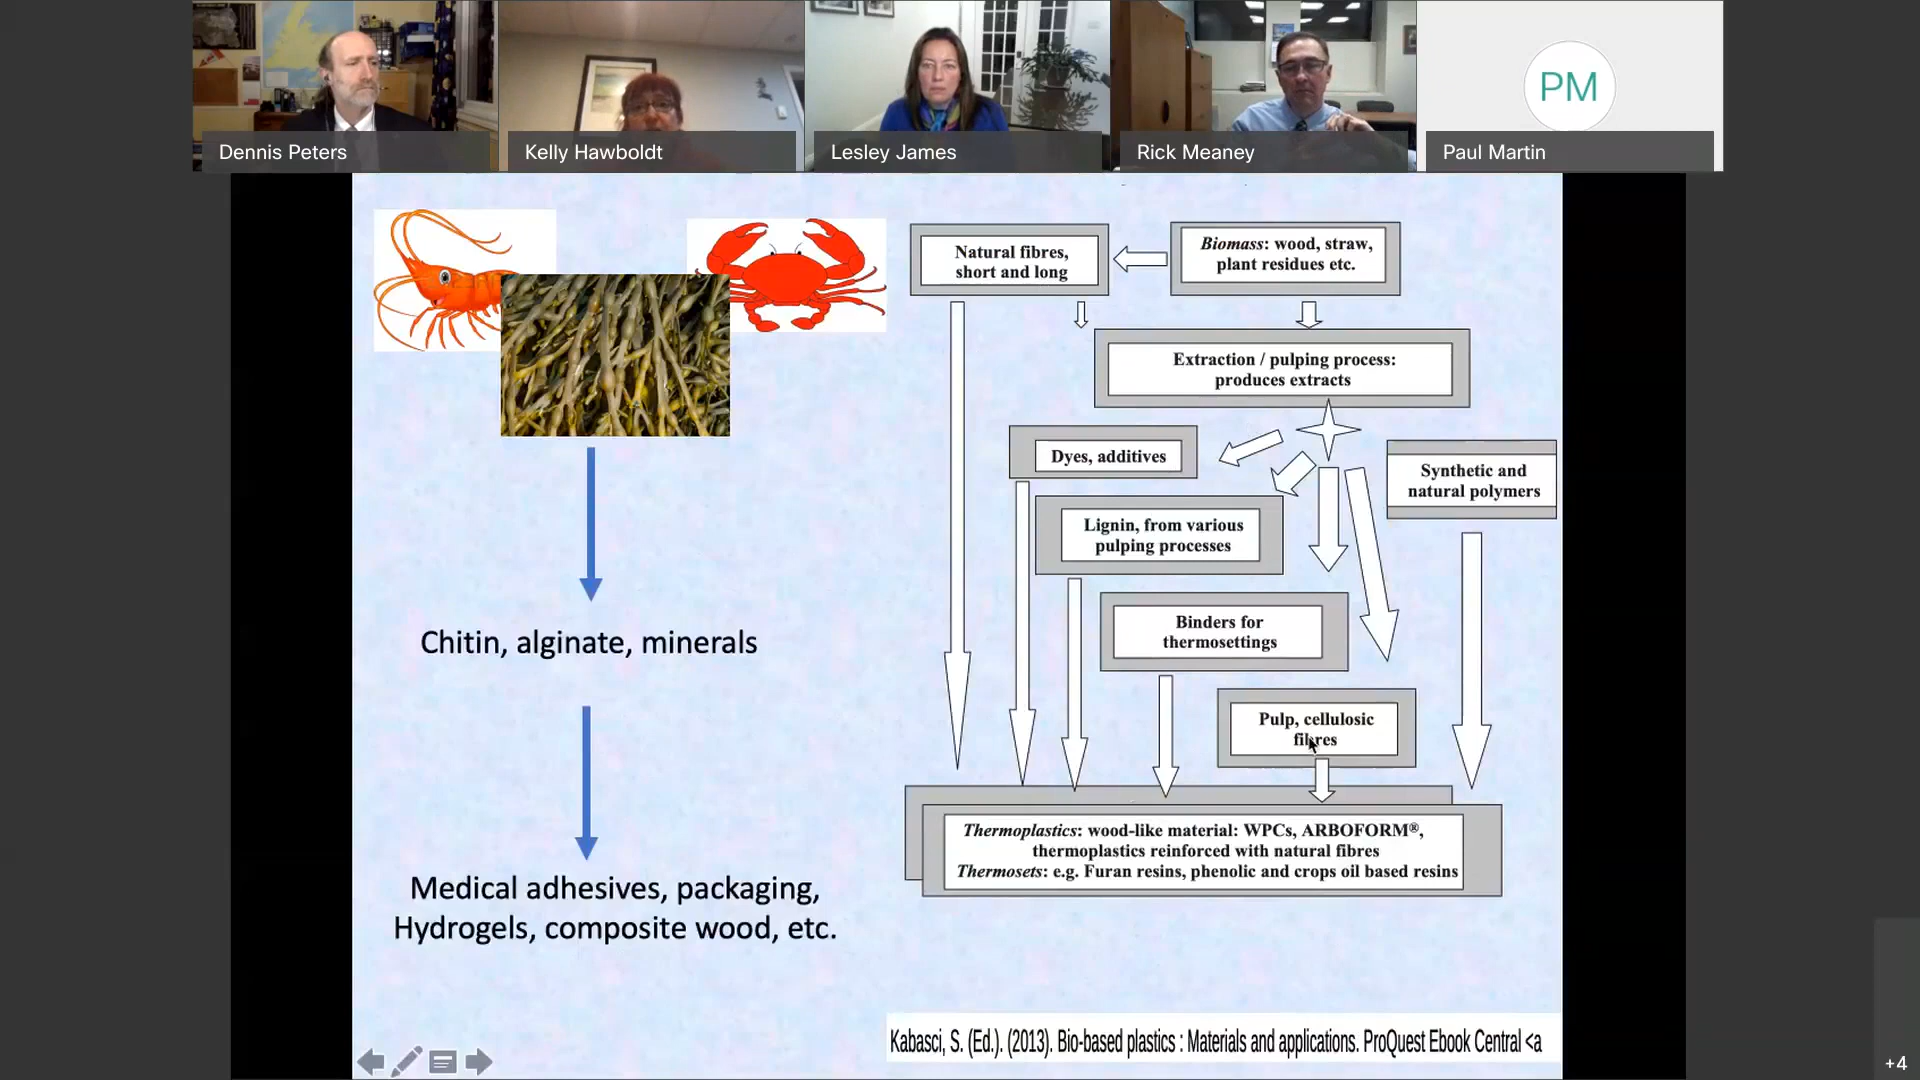 PM
Dennis Peters
Kelly Hawboldt
Lesley James
Rick Meaney
Paul Martin
Chitin, alginate, minerals
Medical adhesives, packaging,
Hydrogels, composite wood, etc.
Natural fibres,
short and long
Biomass: wood, straw,
plant residues etc.
Extraction / pulping process:
produces extracts
Dyes, additives
Synthetic and
natural polymers
Lignin, from various
pulping processes
Binders for
thermosettings
Pulp, cellulosic
fibres
Thermoplastics: wood-like material: WPCs, ARBOFORM®,
thermoplastics reinforced with natural fibres
Thermosets: e.g. Furan resins, phenolic and crops oil based resins
Kabasci, S. (Ed.). (2013). Bio-based plastics : Materials and applications. ProQuest Ebook Central <a
+4